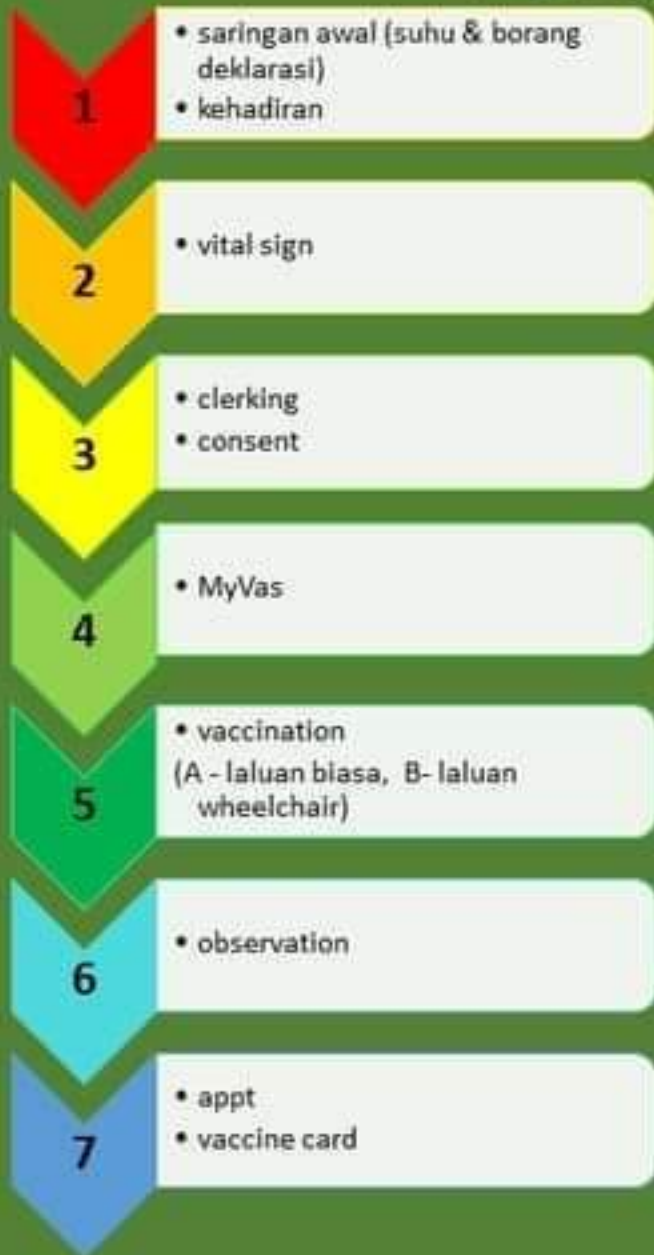 1
• saringan awal (suhu & borang
deklarasi)
• kehadiran
2
• vital sign
3
• clerking
• consent
4
• MyVas
5
• vaccination
(A - laluan biasa, B- laluan
wheelchair)
6
• observation
7
• appt
• vaccine card